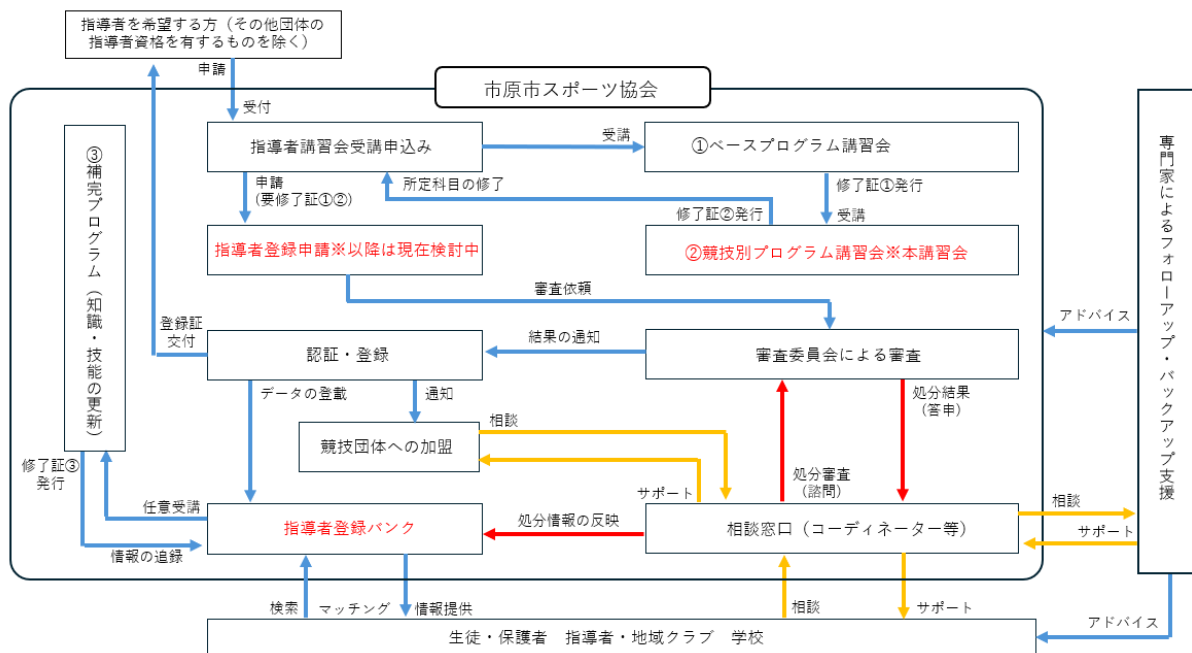 指導者を希望する方（その他団体の
指導者資格を有するものを除く）
申請
受付
市原市スポーツ協会
指導者講習会受講申込み
受講
①ベースプログラム講習会
申請
(要修了証①②)
所定科目の修了
修了証①発行
修了証②発行
受講
指導者登録申請※以降は現在検討中
②競技別プログラム講習会※本講習会
審査依頼
③補完プログラム（知識・技能の更新）
登録証
交付
認証・登録
結果の通知
審査委員会による審査
データの登載
通知
処分結果
(答申)
競技団体への加盟
相談
サポート
処分審査
(諮問)
修了証③
発行
任意受講
指導者登録バンク
処分情報の反映
相談窓口（コーディネーター等）
情報の追録
相談
サポート
アドバイス
専門家によるフォローアップ・バックアップ支援
検索
マッチング
情報提供
相談
サポート
アドバイス
生徒・保護者　指導者・地域クラブ　学校